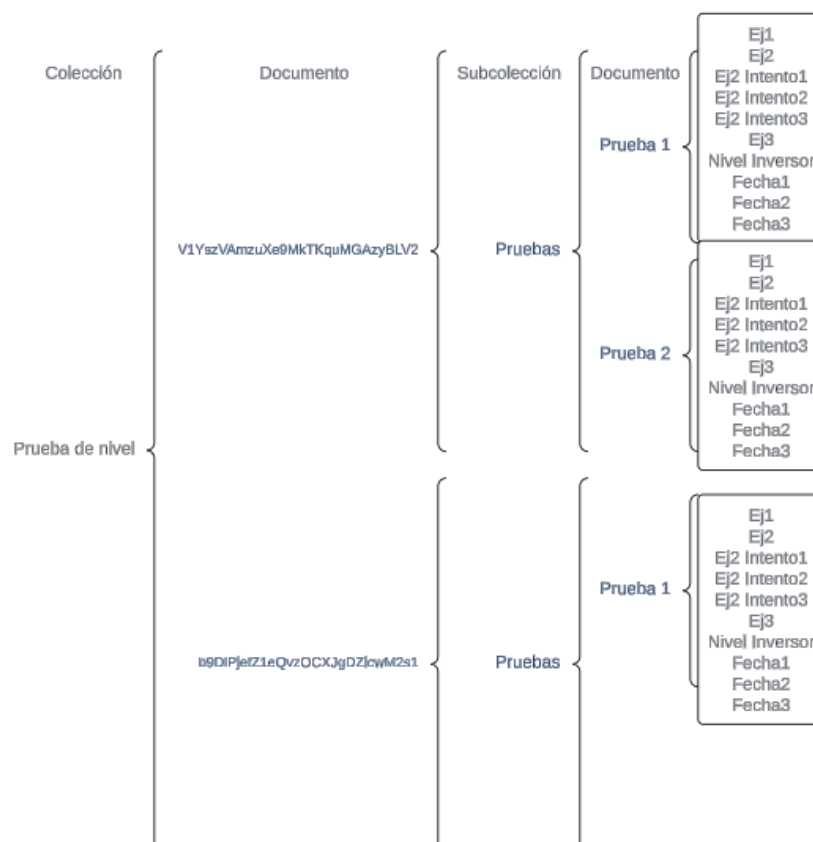 Colección
Documento
Subcolección
Documento
Prueba de nivel
V1YszVAmzuXe9MkTKquMGAzyBLV2
Pruebas
Prueba 1
Ej1
Ej2
Ej2 Intento1
Ej2 Intento2
Ej2 Intento3
Ej3
Nivel Inversor
Fecha1
Fecha2
Fecha3
Prueba 2
Ej1
Ej2
Ej2 Intento1
Ej2 Intento2
Ej2 Intento3
Ej3
Nivel Inversor
Fecha1
Fecha2
Fecha3
Pruebas
Prueba 1
Ej1
Ej2
Ej2 Intento1
Ej2 Intento2
Ej2 Intento3
Ej3
Nivel Inversor
Fecha1
Fecha2
Fecha3